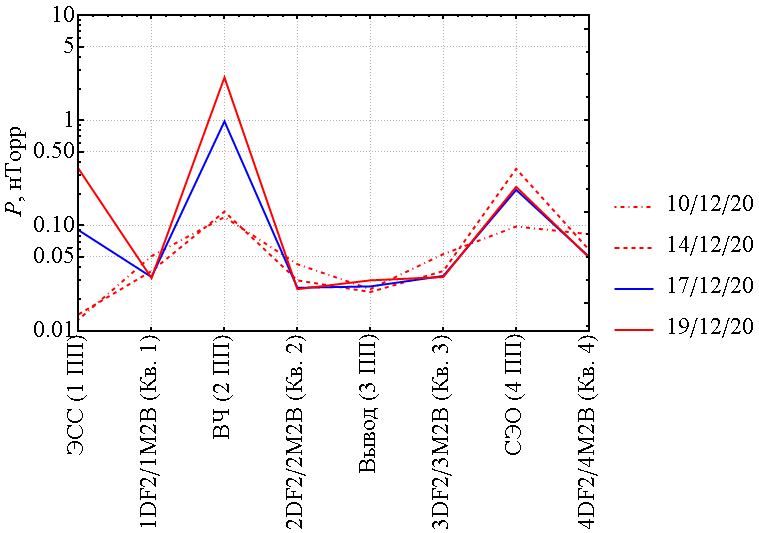 10
5
1
0.50
0.10
0.05
0.01
P, нТорр
ЭСС (1 ПП)
1DF2/1M2B (Кв. 1)
ВЧ (2 ПП)
2DF2/2M2B (Кв. 2)
Вывод (3 ПП)
3DF2/3M2B (Кв. 3)
СЭО (4 ПП)
4DF2/4M2B (Кв. 4)
10/12/20
14/12/20
17/12/20
19/12/20